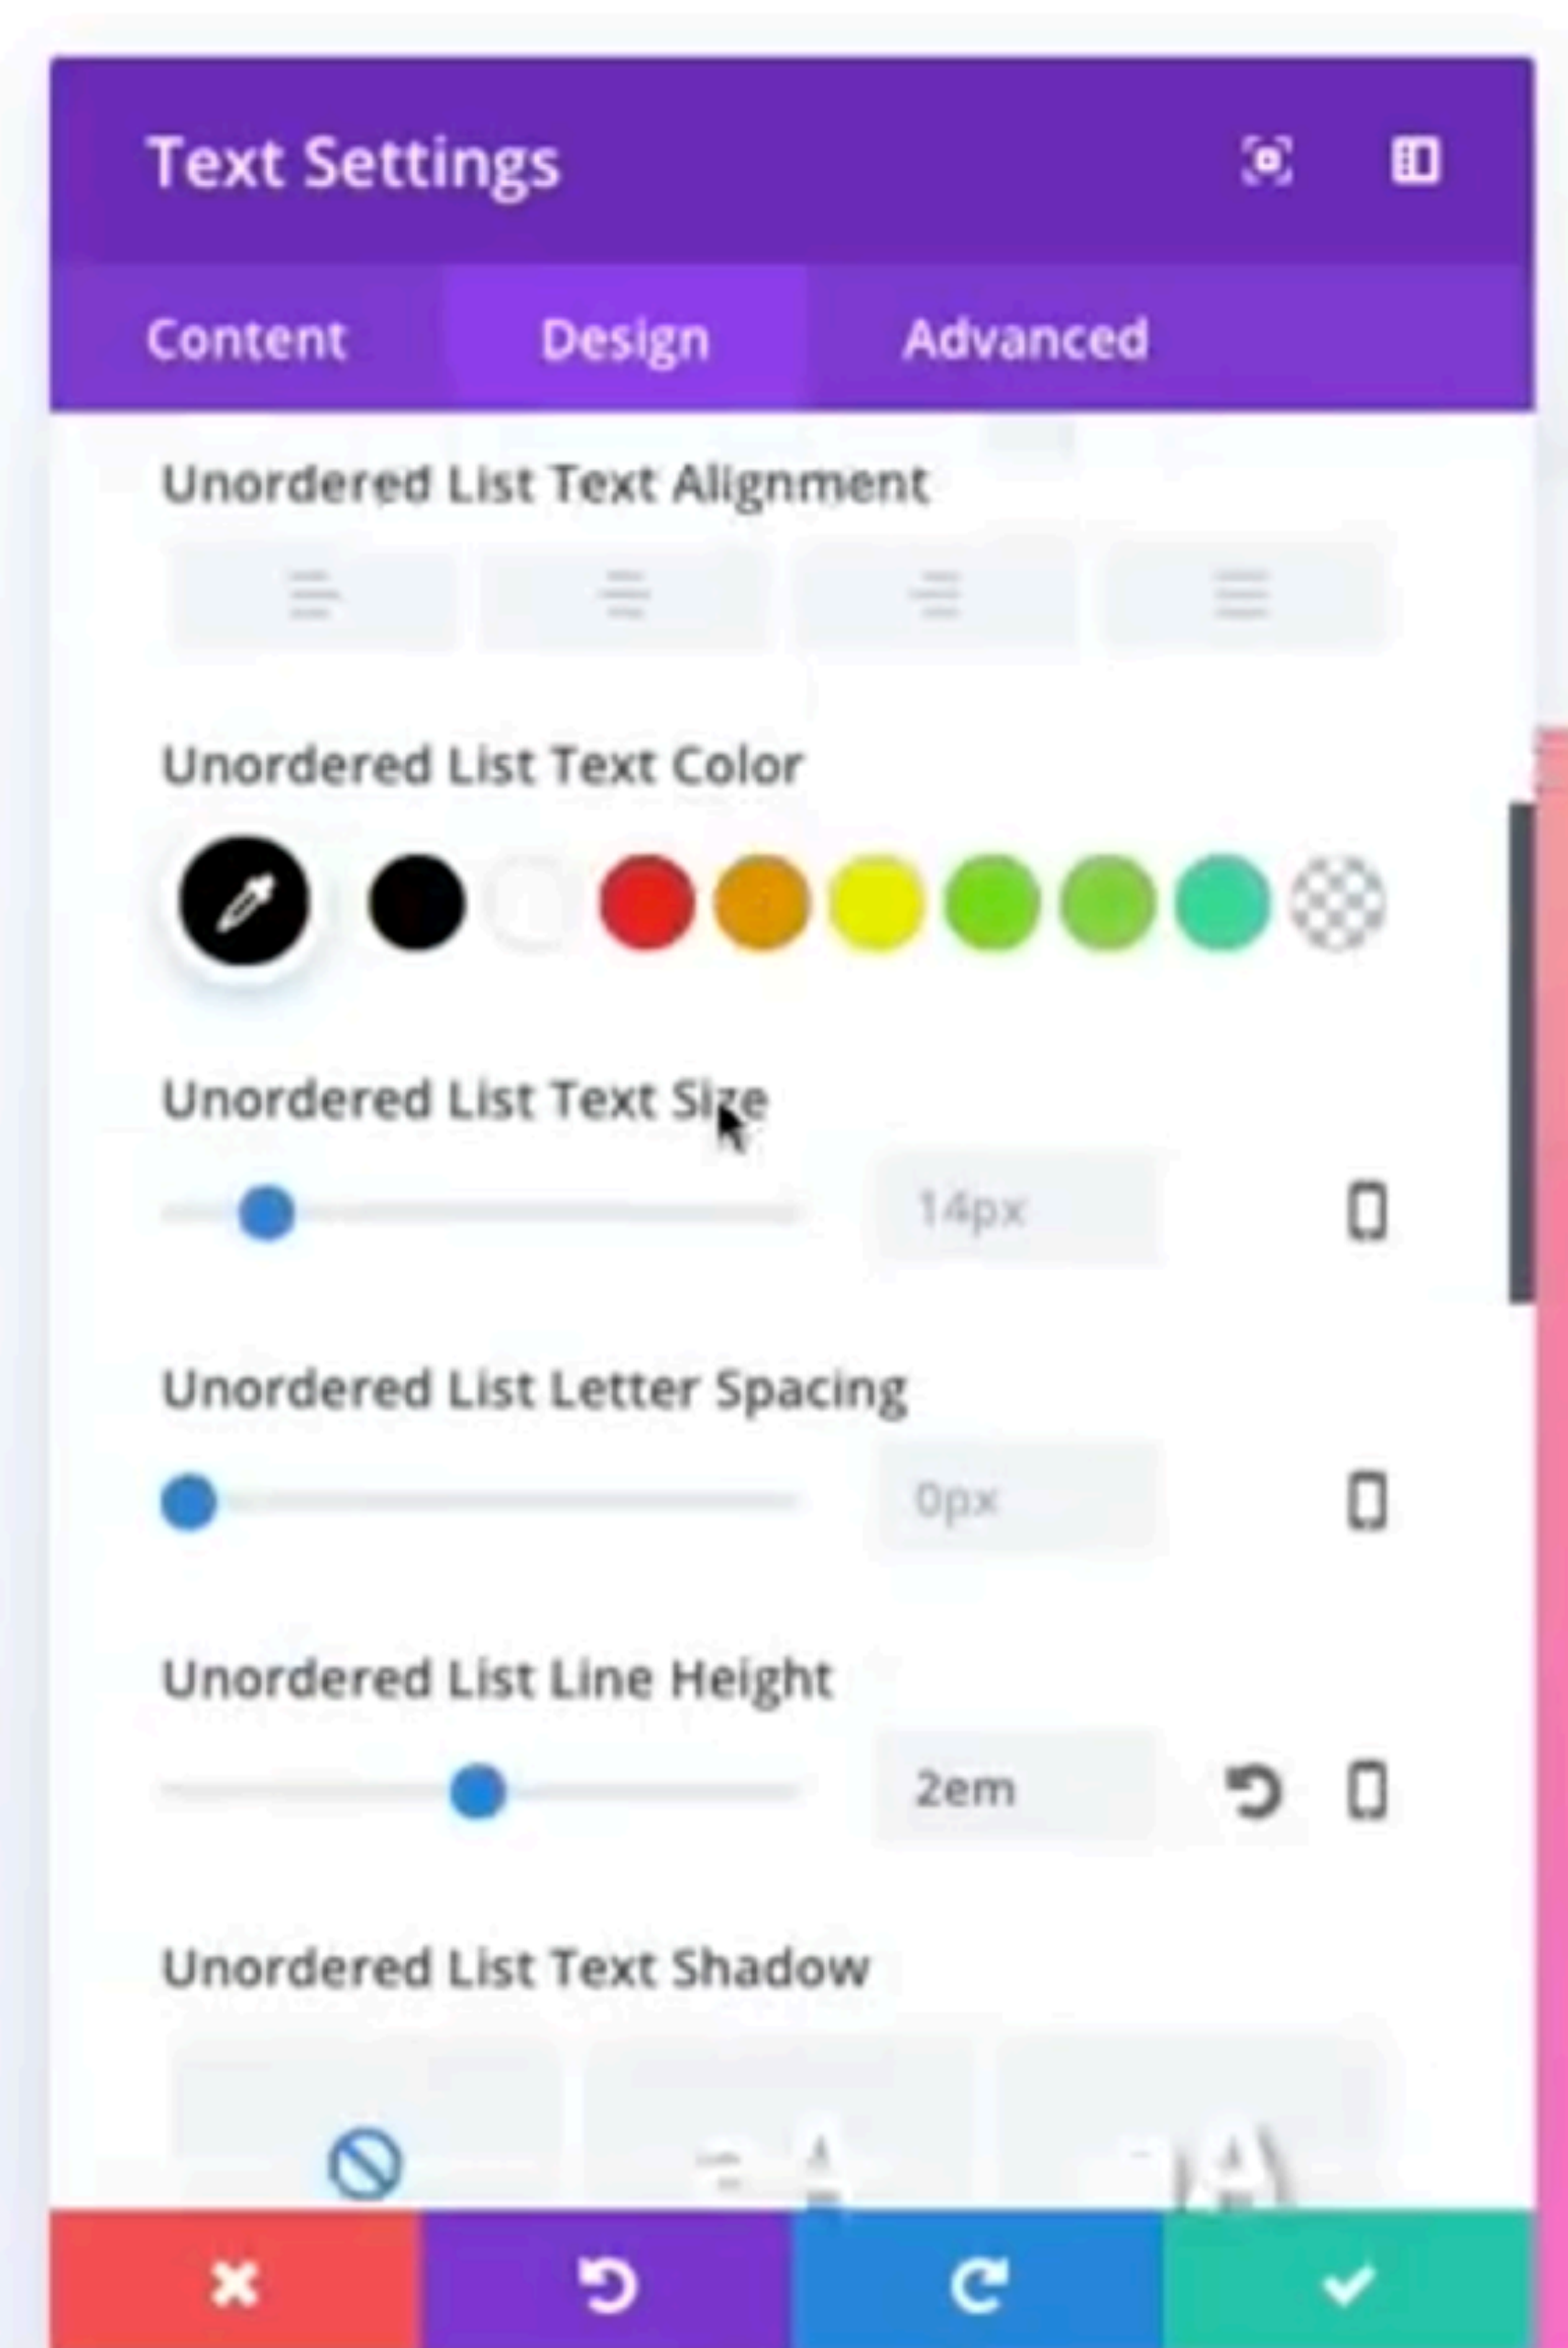 Text Settings
Content Design Advanced
Unordered List Text Alignment
Unordered List Text Color
Unordered List Text Size
14px
Unordered List Letter Spacing
0px
Unordered List Line Height
2em
Unordered List Text Shadow
A